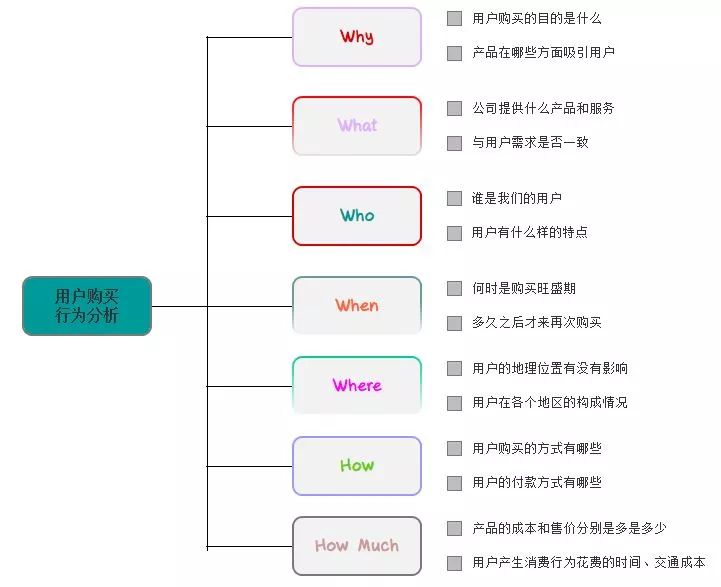 Why
用户购买的目的是什么
产品在哪些方面吸引用户
What
公司提供什么产品和服务
与用户需求是否一致
Who
谁是我们的用户
用户有什么样的特点
用户购买
行为分析
When
何时是购买旺盛期
多久之后才来再次购买
Where
用户的地理位置有没有影响
用户在各个地区的构成情况
How
用户购买的方式有哪些
用户的付款方式有哪些
How Much
产品的成本和售价分别是多是多少
用户产生消费行为花费的时间、交通成本